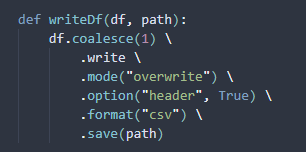 def writeDf(df, path):
    df.coalesce(1) \
        .write \
        .mode("overwrite") \
        .option("header", True) \
        .format("csv") \
        .save(path)